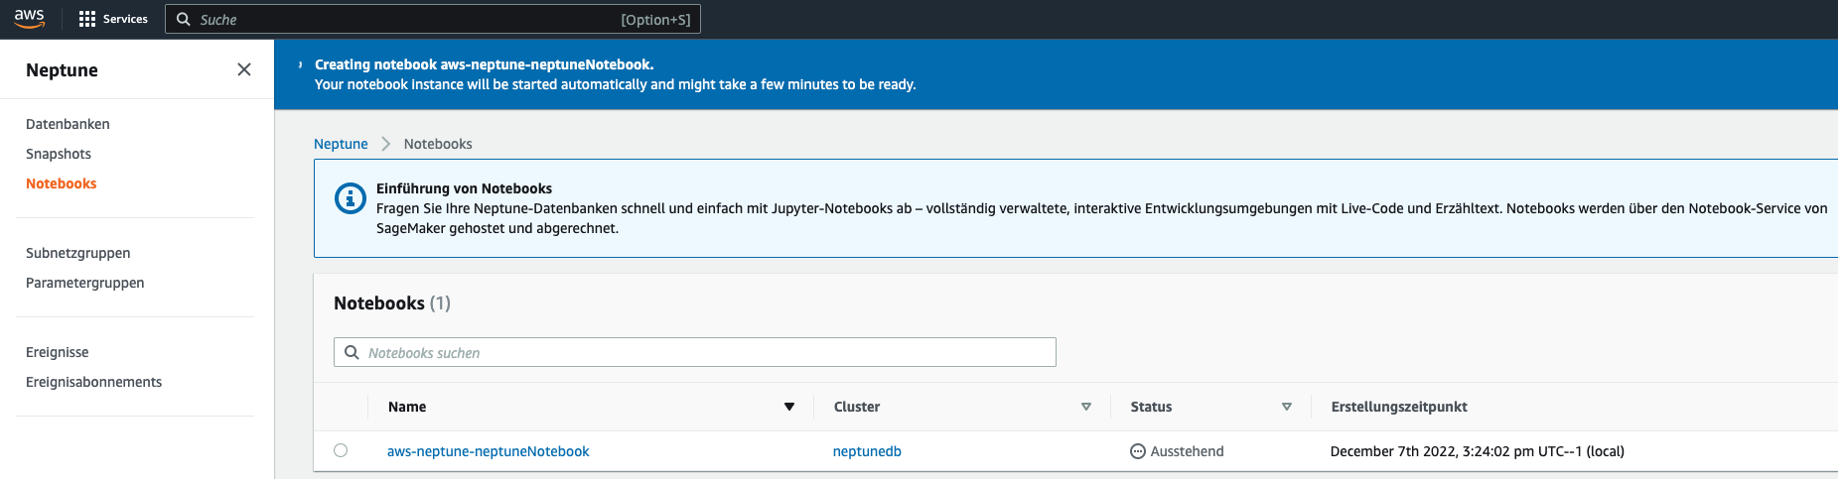 aws
Services
Suche
[Option+S]
Neptune
Datenbanken
Snapshots
Notebooks
Subnetzgruppen
Parametergruppen
Ereignisse
Ereignisabonnements
Creating notebook aws-neptune-neptuneNotebook.
Your notebook instance will be started automatically and might take a few minutes to be ready.
Neptune
Notebooks
Einführung von Notebooks
Fragen Sie Ihre Neptune-Datenbanken schnell und einfach mit Jupyter-Notebooks ab – vollständig verwaltete, interaktive Entwicklungsumgebungen mit Live-Code und Erzähltext. Notebooks werden über den Notebook-Service von
SageMaker gehostet und abgerechnet.
Notebooks (1)
Notebooks suchen
Name
Cluster
Status
Erstellungszeitpunkt
aws-neptune-neptuneNotebook
neptunedb
Ausstehend
December 7th 2022, 3:24:02 pm UTC--1 (local)